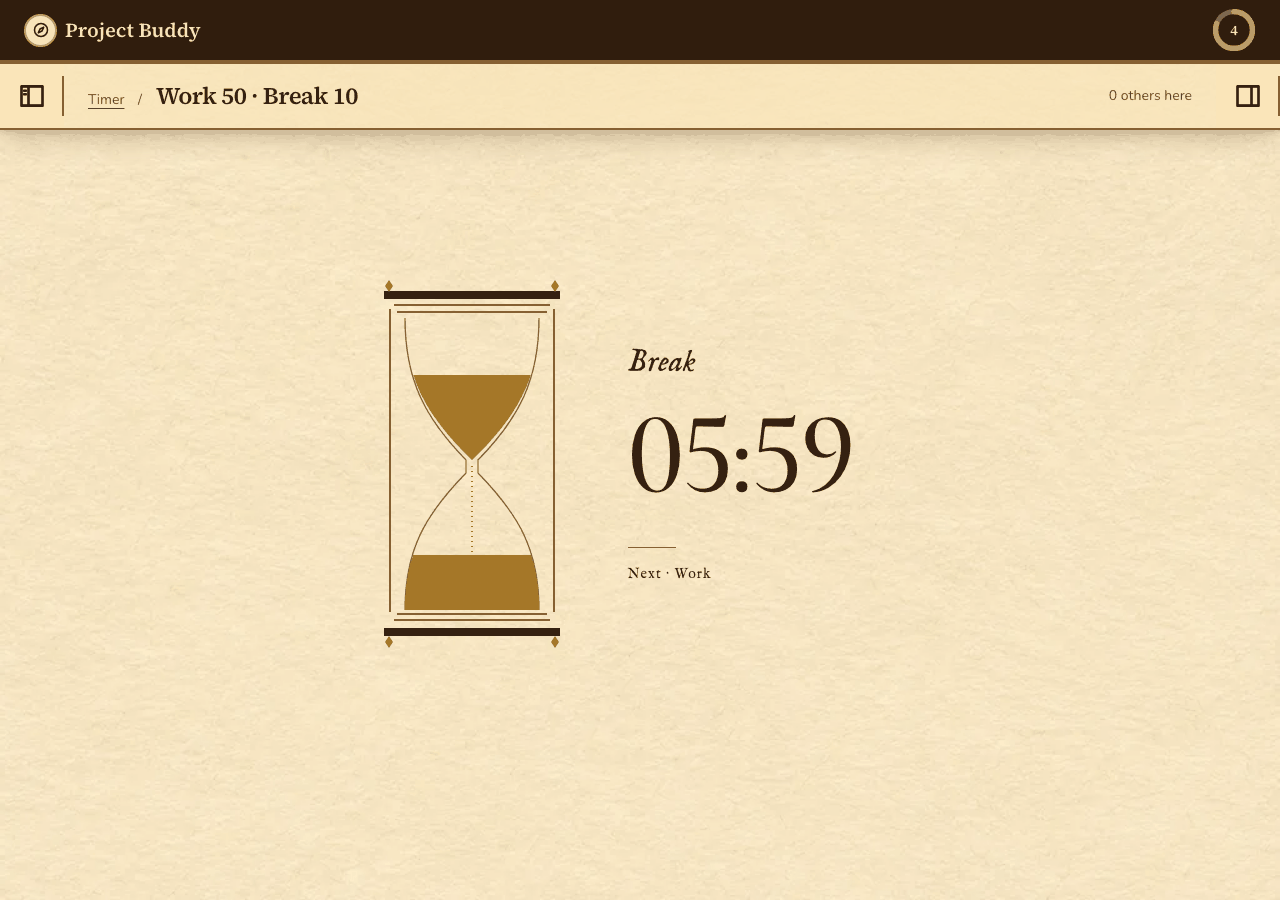 Project Buddy
4
Timer / Work 50 · Break 10
0 others here
Break
05:59
Next · Work